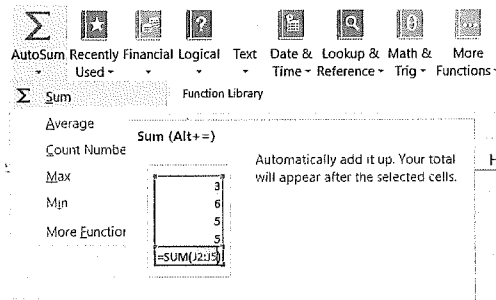 AutoSum Recently Used Financial Logical Text Date & Time Lookup & Reference Math & Trig More Functions
Function Library
Σ Sum
Average
Count Numbe
Max
Min
More Function
Sum (Alt+=)
Automatically add it up. Your total
will appear after the selected cells.
3
6
5
5
=SUM(J2:J5)
H